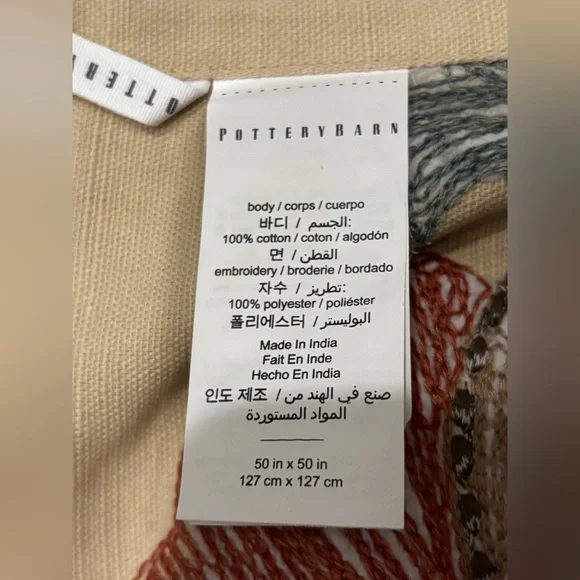 OTTER
POTTERYBARN
body / corps / cuerpo
바디 / الجسم:
100% cotton / coton / algodón
면 / القطن
embroidery / broderie / bordado
자수 / تطريز:
100% polyester / poliéster
폴리에스터 / البوليستر
Made In India
Fait En Inde
Hecho En India
인도 제조 / صنع في الهند من
المواد المستوردة
50 in x 50 in
127 cm x 127 cm